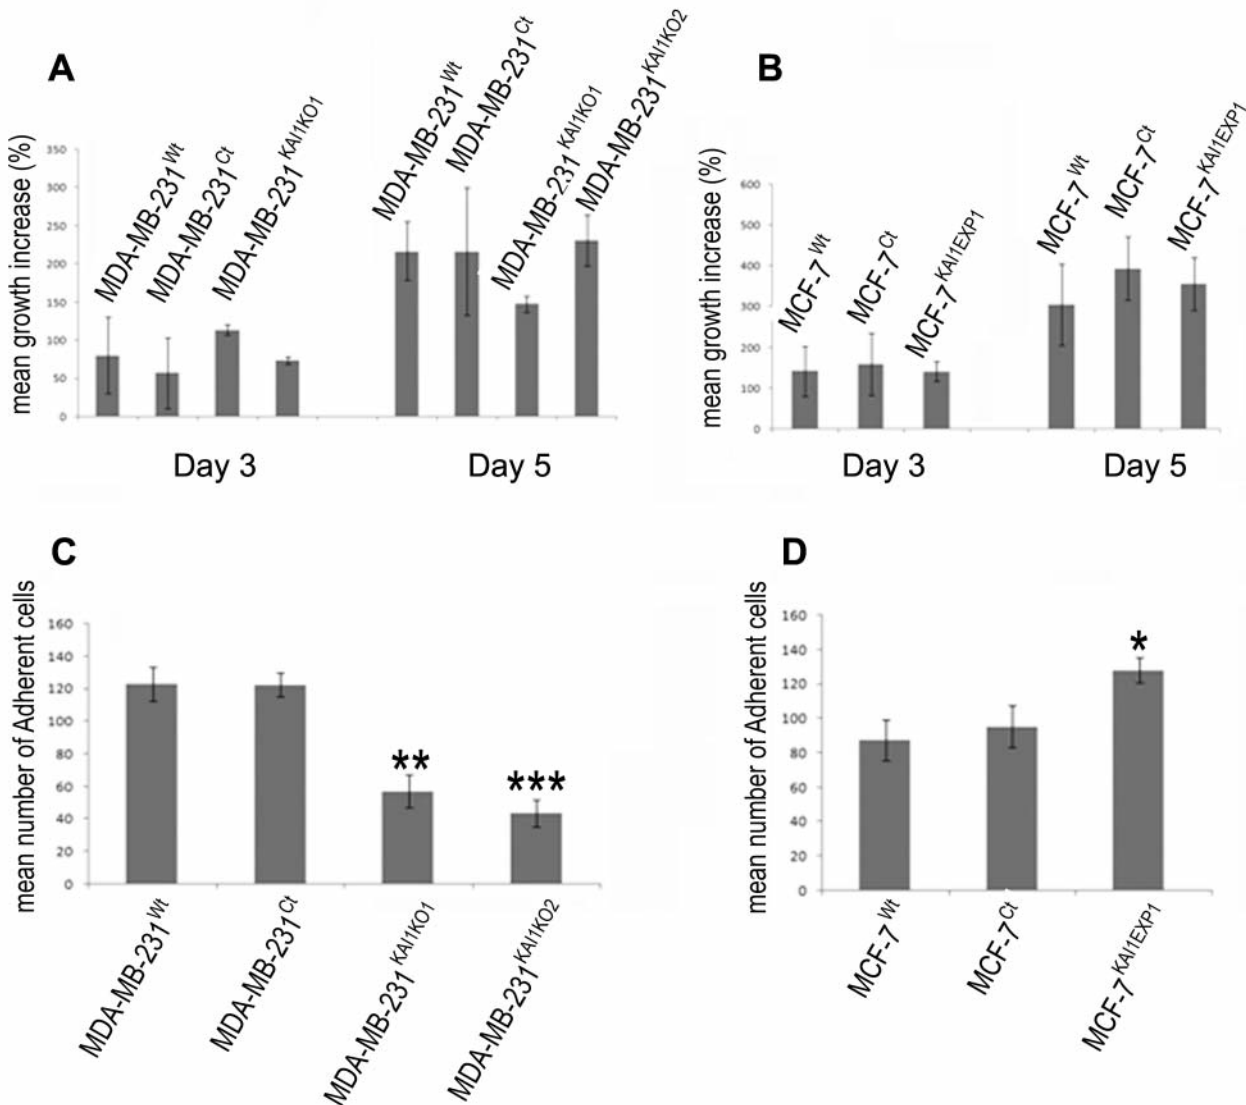 A
mean growth increase (%)
350
300
250
200
150
100
50
0
MDA-MB-231Wt
MDA-MB-231Ct
MDA-MB-231KAI1KO1
MDA-MB-231Wt
MDA-MB-231Ct
MDA-MB-231KAI1KO1
MDA-MB-231KAI1KO2
Day 3
Day 5
B
mean growth increase (%)
600
500
400
300
200
100
0
MCF-7Wt
MCF-7Ct
MCF-7KAI1EXP1
MCF-7Wt
MCF-7Ct
MCF-7KAI1EXP1
Day 3
Day 5
C
mean number of Adherent cells
160
140
120
100
80
60
40
20
0
**
***
MDA-MB-231Wt
MDA-MB-231Ct
MDA-MB-231KAI1KO1
MDA-MB-231KAI1KO2
D
mean number of Adherent cells
160
140
120
100
80
60
40
20
0
*
MCF-7Wt
MCF-7Ct
MCF-7KAI1EXP1